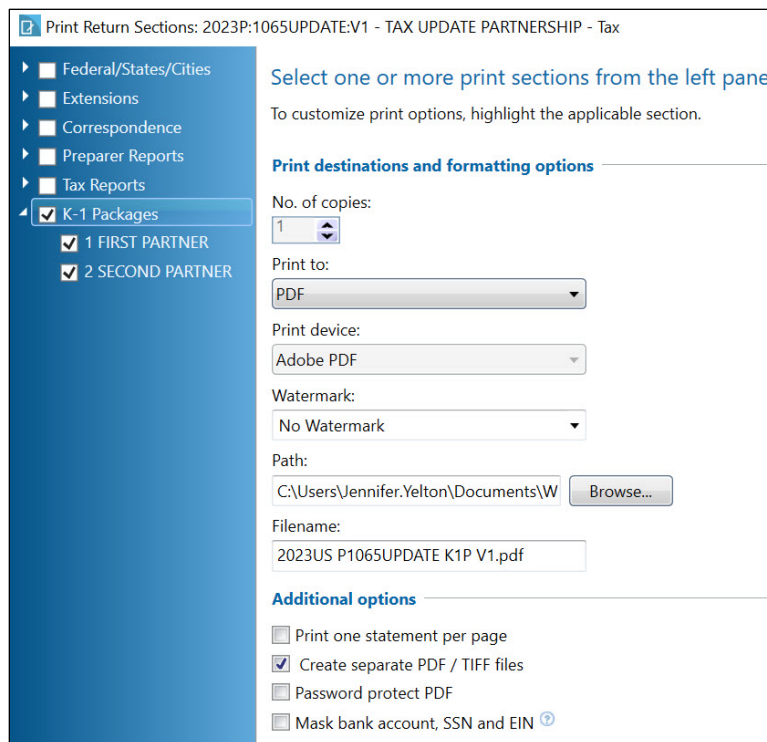 Print Return Sections: 2023P:1065UPDATE:V1 - TAX UPDATE PARTNERSHIP - Tax
Federal/States/Cities
Extensions
Correspondence
Preparer Reports
Tax Reports
K-1 Packages
1 FIRST PARTNER
2 SECOND PARTNER
Select one or more print sections from the left pane
To customize print options, highlight the applicable section.
Print destinations and formatting options
No. of copies:
1
Print to:
PDF
Print device:
Adobe PDF
Watermark:
No Watermark
Path:
C:\Users\Jennifer.Yelton\Documents\W
Browse...
Filename:
2023US P1065UPDATE K1P V1.pdf
Additional options
Print one statement per page
Create separate PDF / TIFF files
Password protect PDF
Mask bank account, SSN and EIN ?